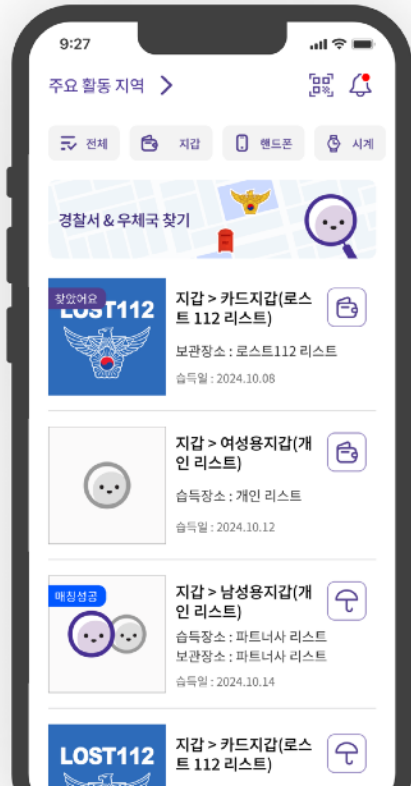 9:27
주요 활동 지역
전체
지갑
핸드폰
시계
경찰서 & 우체국 찾기
찾았어요
LOST112
지갑 > 카드지갑(로스
트 112 리스트)
보관장소 : 로스트112 리스트
습득일 : 2024.10.08
지갑 > 여성용지갑(개
인 리스트)
습득장소 : 개인 리스트
습득일 : 2024.10.12
매칭성공
지갑 > 남성용지갑(개
인 리스트)
습득장소 : 파트너사 리스트
보관장소 : 파트너사 리스트
습득일 : 2024.10.14
LOST112
지갑 > 카드지갑(로스
트 112 리스트)